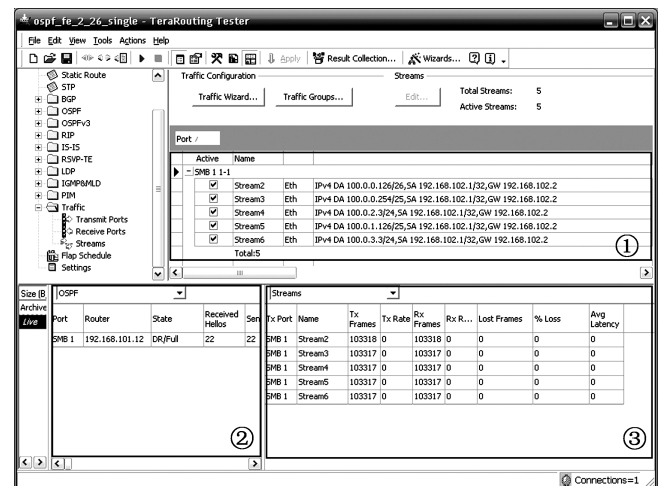 ospf_fe_2_26_single - TeraRouting Tester
File Edit View Tools Actions Help
Apply Result Collection... Wizards...
Static Route
STP
BGP
OSPF
OSPFv3
RIP
IS-IS
RSVP-TE
LDP
IGMP&MLD
PIM
Traffic
Transmit Ports
Receive Ports
Streams
Flap Schedule
Settings
Traffic Configuration
Traffic Wizard... Traffic Groups...
Streams
Edit...
Total Streams: 5
Active Streams: 5
Port /
Active Name
SMB 1 1-1
Stream2 Eth IPv4 DA 100.0.0.126/26,SA 192.168.102.1/32,GW 192.168.102.2
Stream3 Eth IPv4 DA 100.0.0.254/25,SA 192.168.102.1/32,GW 192.168.102.2
Stream4 Eth IPv4 DA 100.0.2.3/24,SA 192.168.102.1/32,GW 192.168.102.2
Stream5 Eth IPv4 DA 100.0.1.126/25,SA 192.168.102.1/32,GW 192.168.102.2
Stream6 Eth IPv4 DA 100.0.3.3/24,SA 192.168.102.1/32,GW 192.168.102.2
Total:5
①
Size (B
Archive
Live
OSPF
Port Router State Received Hellos Sen
SMB 1 192.168.101.12 DR/Full 22 22
②
Streams
Tx Port Name Tx Frames Tx Rate Rx Frames Rx R... Lost Frames % Loss Avg Latency
SMB 1 Stream2 103318 0 103318 0 0 0 0
SMB 1 Stream3 103317 0 103317 0 0 0 0
SMB 1 Stream4 103317 0 103317 0 0 0 0
SMB 1 Stream5 103317 0 103317 0 0 0 0
SMB 1 Stream6 103317 0 103317 0 0 0 0
③
Connections=1